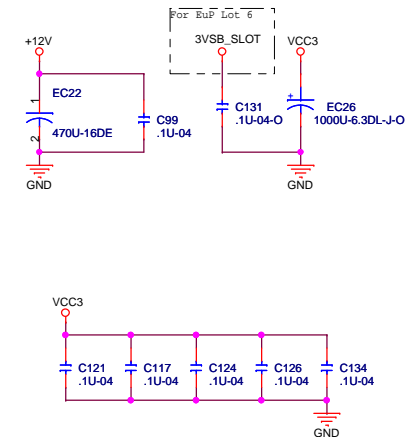 For EuP Lot 6
+12V
3VSB_SLOT
VCC3
1
EC22
2
470U-16DE
C99
.1U-04
C131
.1U-04-O
+
EC26
1000U-6.3DL-J-O
GND
GND
VCC3
C121
.1U-04
C117
.1U-04
C124
.1U-04
C126
.1U-04
C134
.1U-04
GND